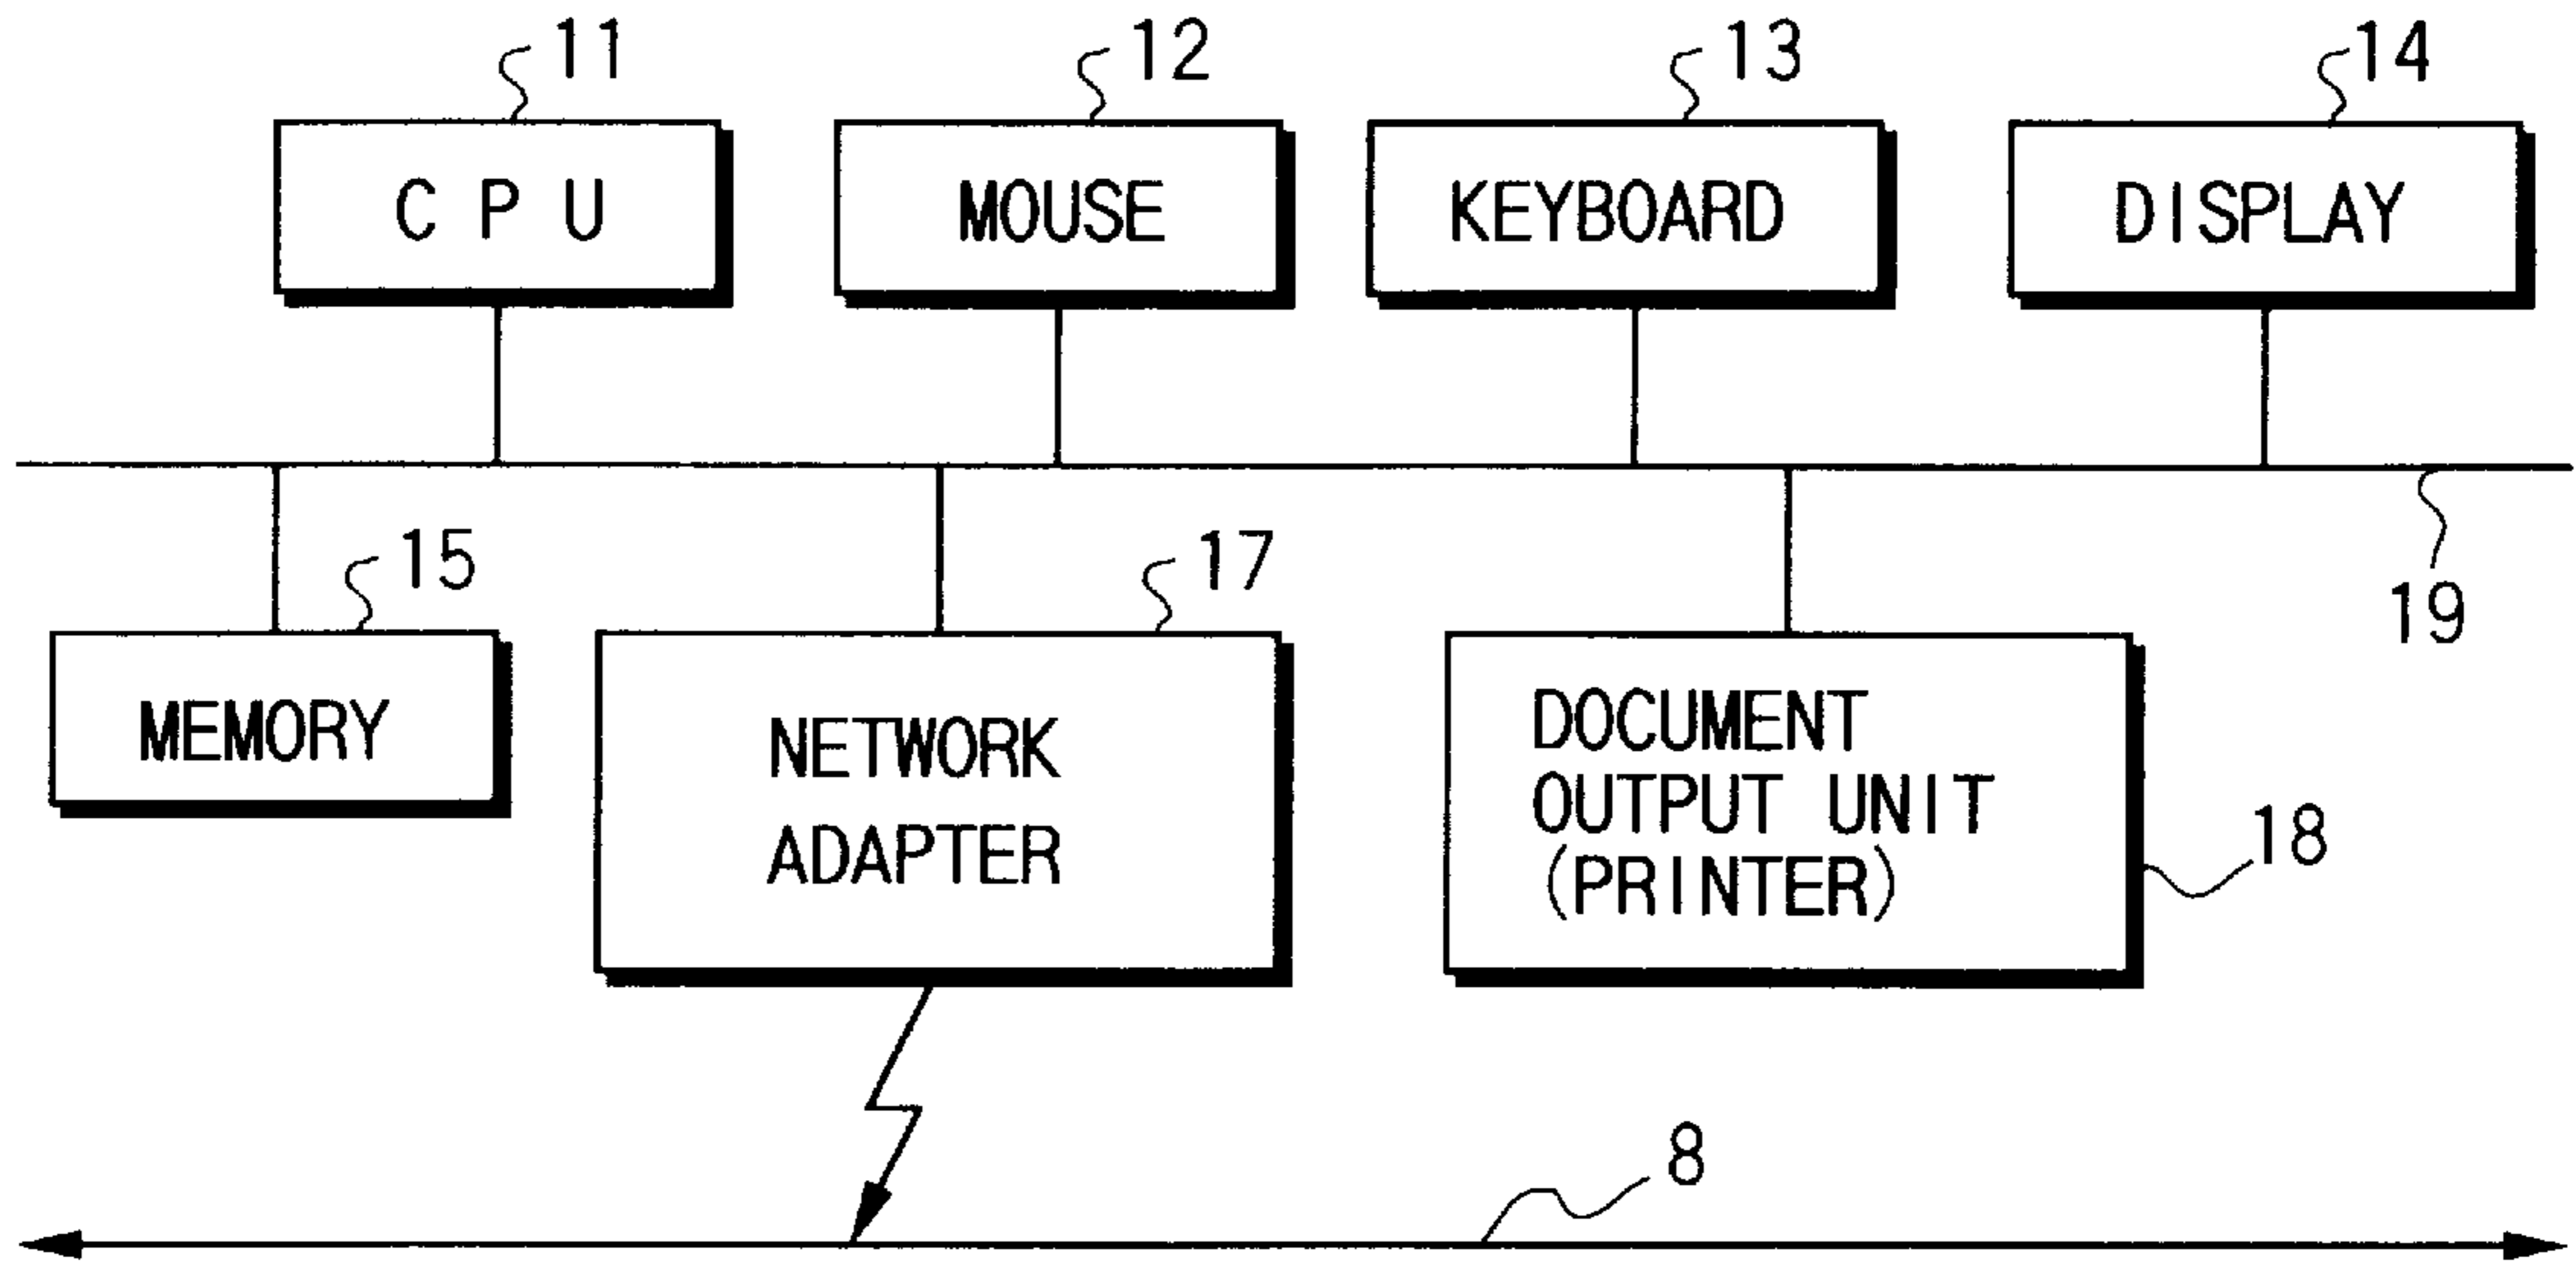 11
12
13
14
C P U
MOUSE
KEYBOARD
DISPLAY
15
17
19
MEMORY
NETWORK
ADAPTER
DOCUMENT
OUTPUT UNIT
(PRINTER)
18
8